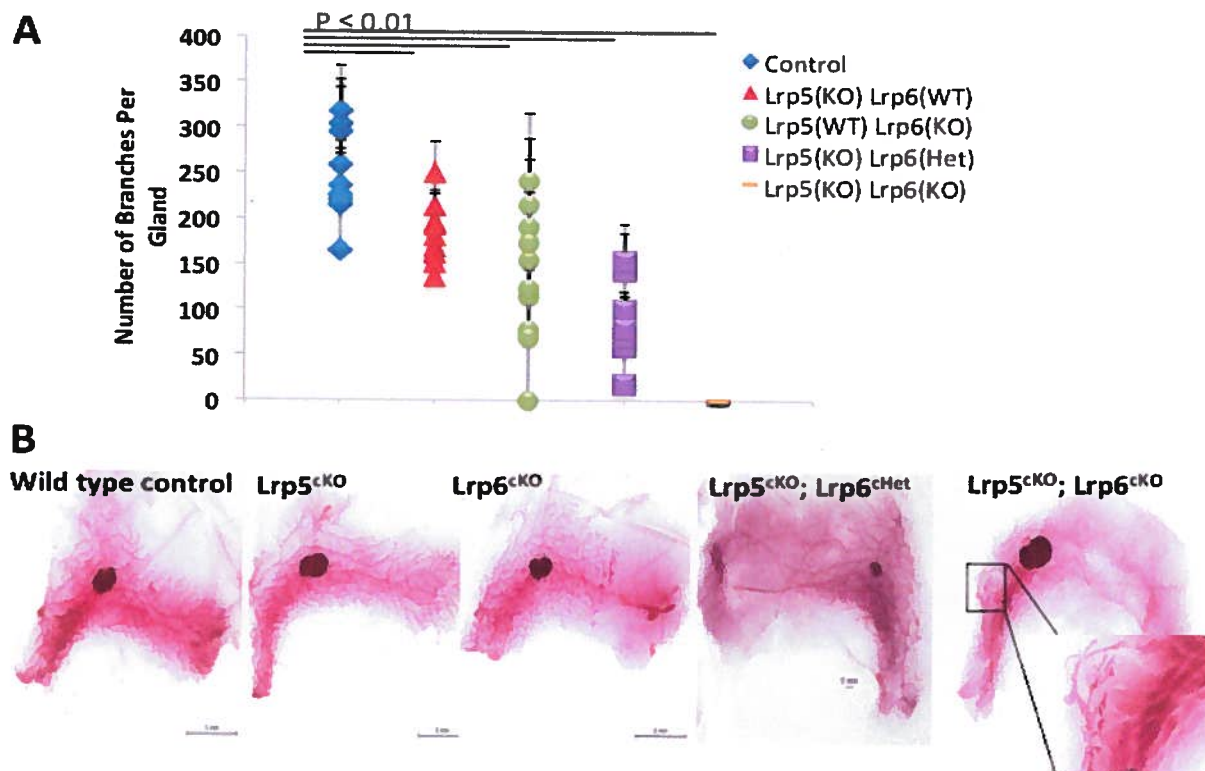 A
P ≤ 0.01
400
350
300
250
200
150
100
50
0
Number of Branches Per
Gland
Control
Lrp5(KO) Lrp6(WT)
Lrp5(WT) Lrp6(KO)
Lrp5(KO) Lrp6(Het)
Lrp5(KO) Lrp6(KO)
B
Wild type control
Lrp5cKO
Lrp6cKO
Lrp5cKO; Lrp6cHet
Lrp5cKO; Lrp6cKO